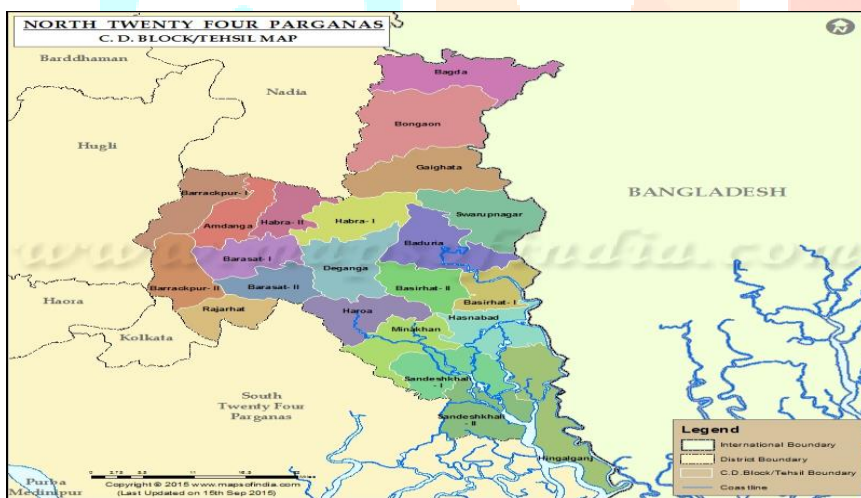 NORTH TWENTY FOUR PARGANAS
C. D. BLOCK/TEHSIL MAP
Barddhaman
Nadia
Hugli
Haora
Kolkata
South
Twenty Four
Parganas
Purba
Medinipur
BANGLADESH
Bagda
Bongaon
Gaighata
Barrackpur- I
Amdanga
Habra- II
Habra- I
Swarupnagar
Baduria
Barasat- I
Deganga
Barrackpur- II
Barasat- II
Basirhat- II
Basirhat- I
Rajarhat
Haroa
Hasnabad
Minakhan
Sandeshkhali
- I
Sandeshkhali
- II
Hingalganj
Legend
International Boundary
District Boundary
C.D.Block/Tehsil Boundary
Coastline
Copyright © 2015 www.mapsofindia.com
(Last Updated on 15th Sep 2015)